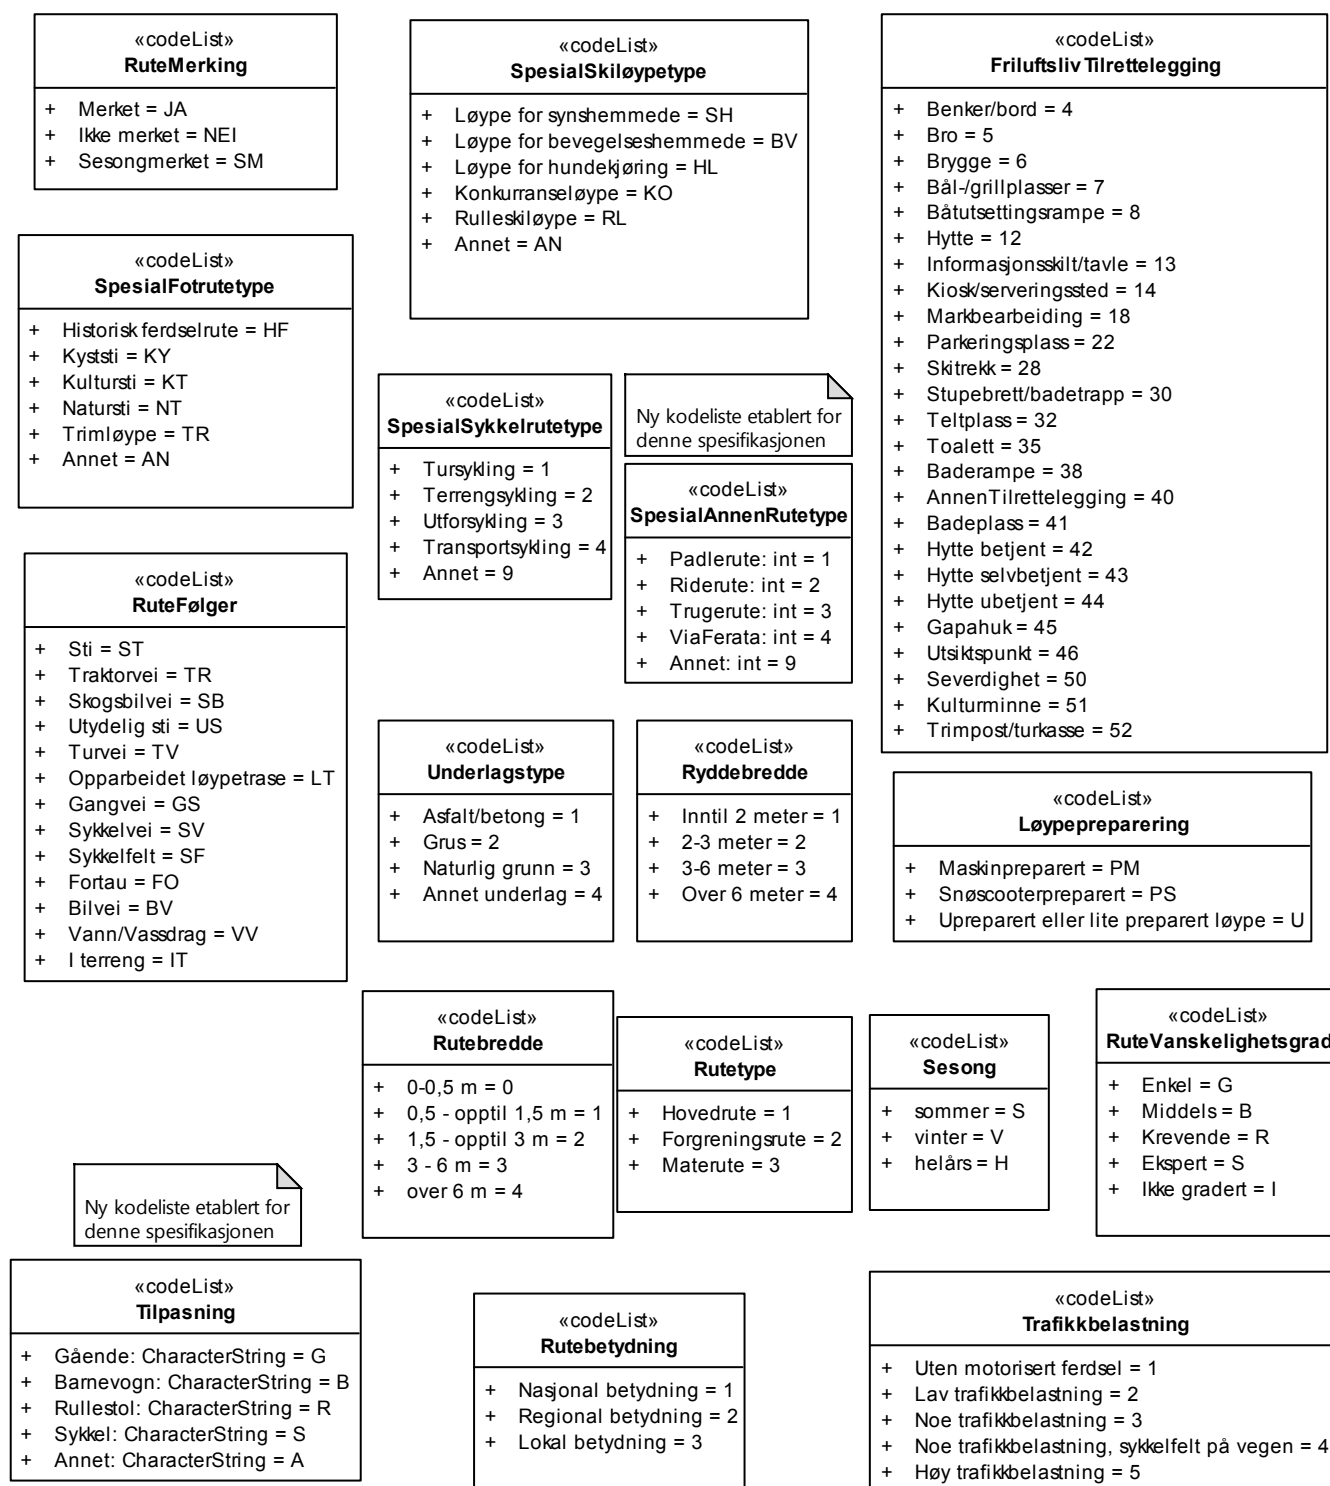 «codeList»
RuteMerking
+ Merket = JA
+ Ikke merket = NEI
+ Sesongmerket = SM
«codeList»
SpesialSkiløypetype
+ Løype for synshemmede = SH
+ Løype for bevegelseshemmede = BV
+ Løype for hundekjøring = HL
+ Konkurranseløype = KO
+ Rulleskiløype = RL
+ Annet = AN
«codeList»
FriluftslivTilrettelegging
+ Benker/bord = 4
+ Bro = 5
+ Brygge = 6
+ Bål-/grillplasser = 7
+ Båtutsettingsrampe = 8
+ Hytte = 12
+ Informasjonsskilt/tavle = 13
+ Kiosk/serveringssted = 14
+ Markbearbeiding = 18
+ Parkeringsplass = 22
+ Skitrekk = 28
+ Stupebrett/badetrapp = 30
+ Teltplass = 32
+ Toalett = 35
+ Baderampe = 38
+ AnnenTilrettelegging = 40
+ Badeplass = 41
+ Hytte betjent = 42
+ Hytte selvbetjent = 43
+ Hytte ubetjent = 44
+ Gapahuk = 45
+ Utsiktspunkt = 46
+ Severdighet = 50
+ Kulturminne = 51
+ Trimpost/turkasse = 52
«codeList»
SpesialFotrutetype
+ Historisk ferdselrute = HF
+ Kyststi = KY
+ Kultursti = KT
+ Natursti = NT
+ Trimløype = TR
+ Annet = AN
«codeList»
SpesialSykkelrutetype
+ Tursykling = 1
+ Terrengsykling = 2
+ Utforsykling = 3
+ Transportsykling = 4
+ Annet = 9
Ny kodeliste etablert for
denne spesifikasjonen
«codeList»
SpesialAnnenRutetype
+ Padlerute: int = 1
+ Riderute: int = 2
+ Trugerute: int = 3
+ ViaFerata: int = 4
+ Annet: int = 9
«codeList»
RuteFølger
+ Sti = ST
+ Traktorvei = TR
+ Skogsbilvei = SB
+ Utydelig sti = US
+ Turvei = TV
+ Opparbeidet løypetrase = LT
+ Gangvei = GS
+ Sykkelvei = SV
+ Sykkelfelt = SF
+ Fortau = FO
+ Bilvei = BV
+ Vann/Vassdrag = VV
+ I terreng = IT
«codeList»
Underlagstype
+ Asfalt/betong = 1
+ Grus = 2
+ Naturlig grunn = 3
+ Annet underlag = 4
«codeList»
Ryddebredde
+ Inntil 2 meter = 1
+ 2-3 meter = 2
+ 3-6 meter = 3
+ Over 6 meter = 4
«codeList»
Løypepreparering
+ Maskinpreparert = PM
+ Snøscooterpreparert = PS
+ Upreparert eller lite preparert løype = U
«codeList»
Rutebredde
+ 0-0,5 m = 0
+ 0,5 - opptil 1,5 m = 1
+ 1,5 - opptil 3 m = 2
+ 3 - 6 m = 3
+ over 6 m = 4
«codeList»
Rutetype
+ Hovedrute = 1
+ Forgreningsrute = 2
+ Materute = 3
«codeList»
Sesong
+ sommer = S
+ vinter = V
+ helårs = H
«codeList»
RuteVanskelighetsgrad
+ Enkel = G
+ Middels = B
+ Krevende = R
+ Ekspert = S
+ Ikke gradert = I
Ny kodeliste etablert for
denne spesifikasjonen
«codeList»
Tilpasning
+ Gående: CharacterString = G
+ Barnevogn: CharacterString = B
+ Rullestol: CharacterString = R
+ Sykkel: CharacterString = S
+ Annet: CharacterString = A
«codeList»
Rutebetydning
+ Nasjonal betydning = 1
+ Regional betydning = 2
+ Lokal betydning = 3
«codeList»
Trafikkbelastning
+ Uten motorisert ferdsel = 1
+ Lav trafikkbelastning = 2
+ Noe trafikkbelastning = 3
+ Noe trafikkbelastning, sykkelfelt på vegen = 4
+ Høy trafikkbelastning = 5